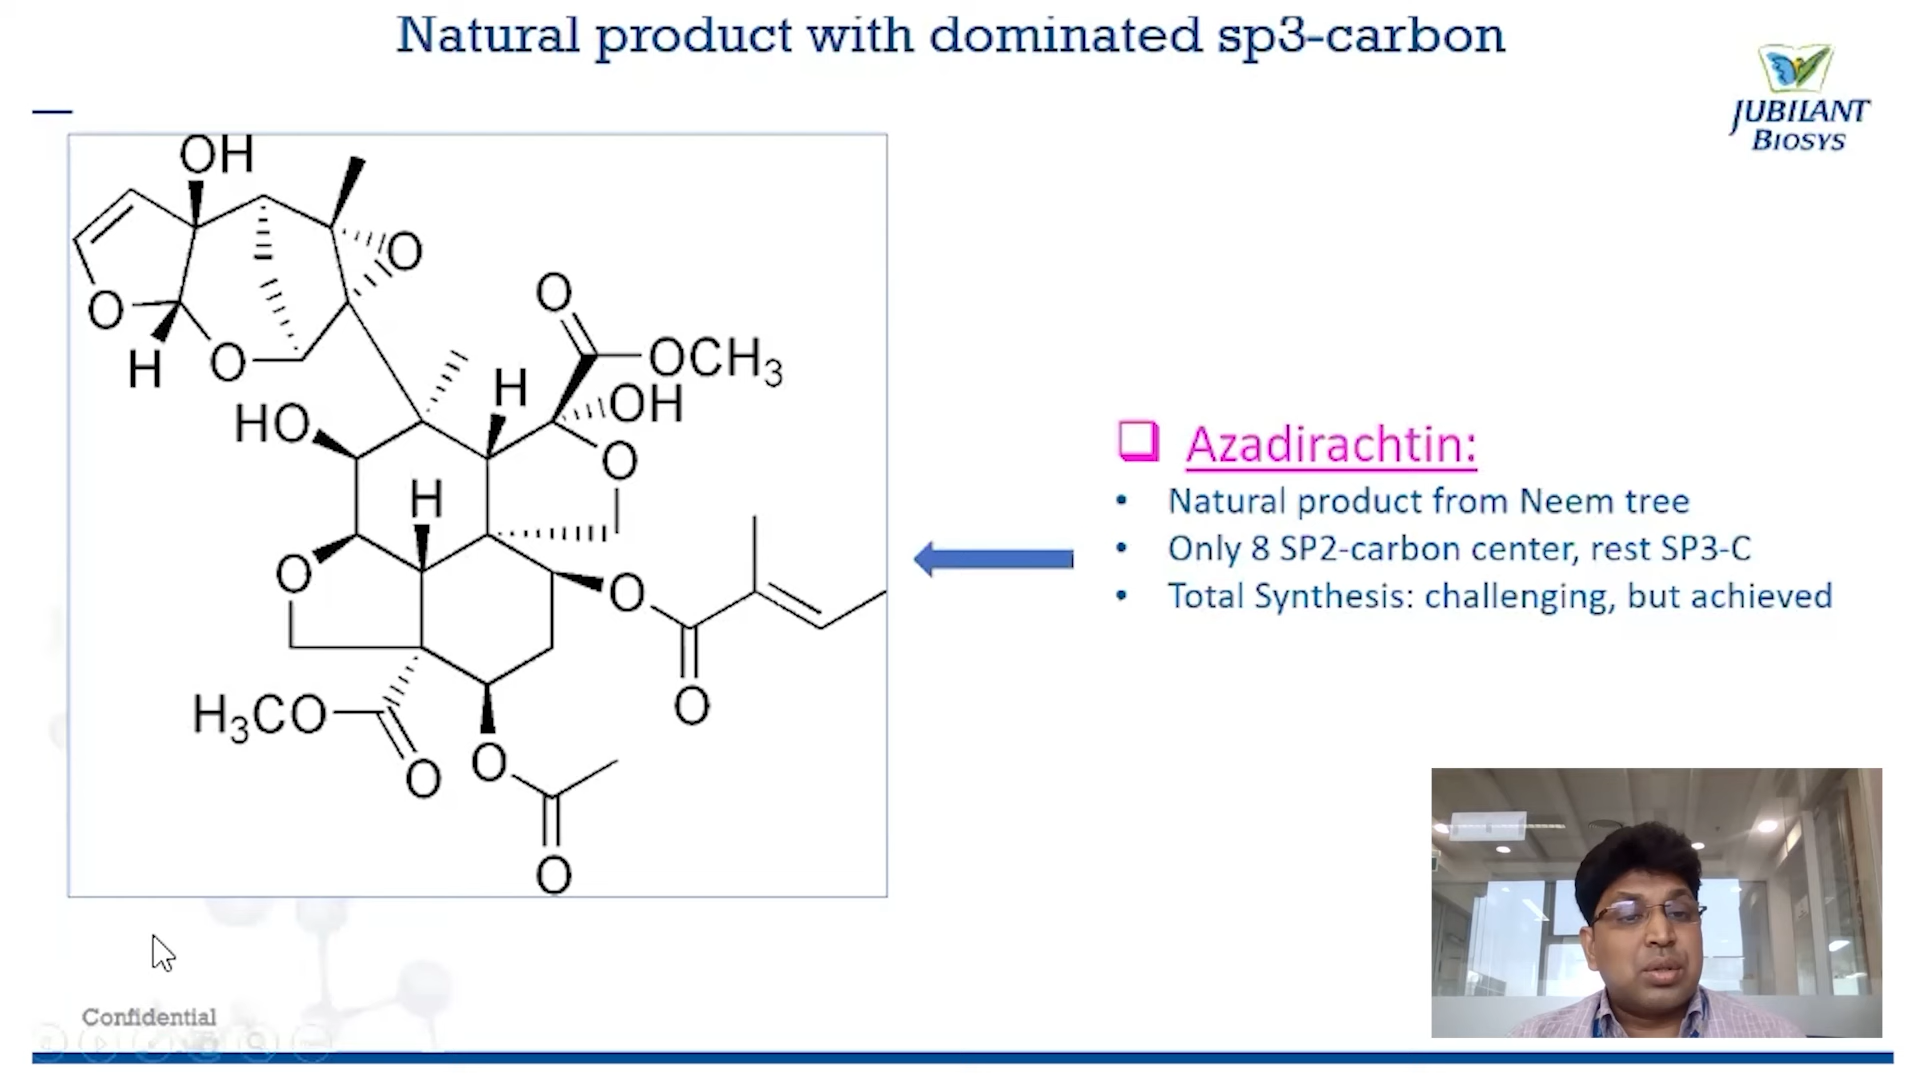 Natural product with dominated sp3-carbon
JUBILANT
BIOSYS
OH
O
O
H
O
O
OCH3
H
OH
HO
O
H
O
O
O
H3CO
O
O
O
Azadirachtin:
• Natural product from Neem tree
• Only 8 SP2-carbon center, rest SP3-C
• Total Synthesis: challenging, but achieved
Confidential